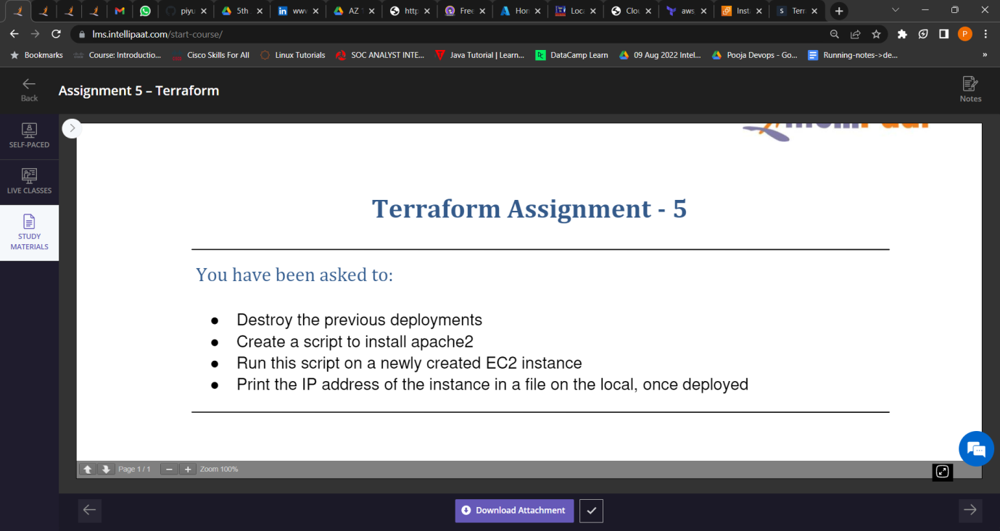 piyu
5th
www
AZ
http
Free
Hor
Loca
Clou
aws
Inst
Terr
lms.intellipaat.com/start-course/
P
Bookmarks
Course: Introductio...
Cisco Skills For All
Linux Tutorials
SOC ANALYST INTE...
Java Tutorial | Learn...
DataCamp Learn
09 Aug 2022 Intel...
Pooja Devops - Go...
Running-notes->de...
»
Back
Assignment 5 – Terraform
Notes
SELF-PACED
LIVE CLASSES
STUDY
MATERIALS
Terraform Assignment - 5
You have been asked to:
● Destroy the previous deployments
● Create a script to install apache2
● Run this script on a newly created EC2 instance
● Print the IP address of the instance in a file on the local, once deployed
Page 1 / 1
Zoom 100%
Download Attachment